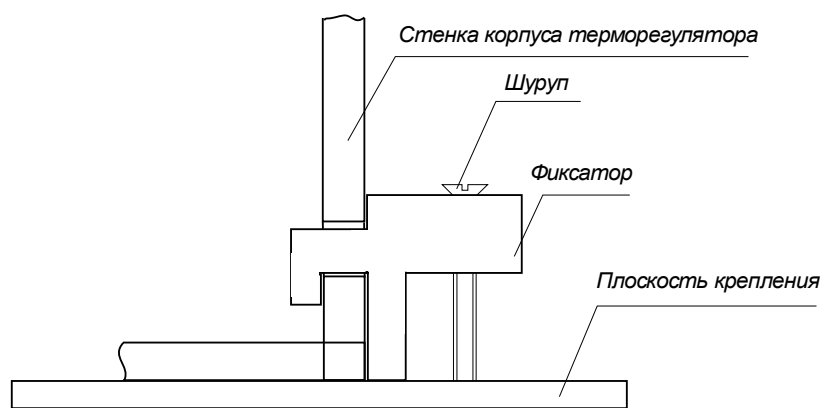 Стенка корпуса терморегулятора
Шуруп
Фиксатор
Плоскость крепления